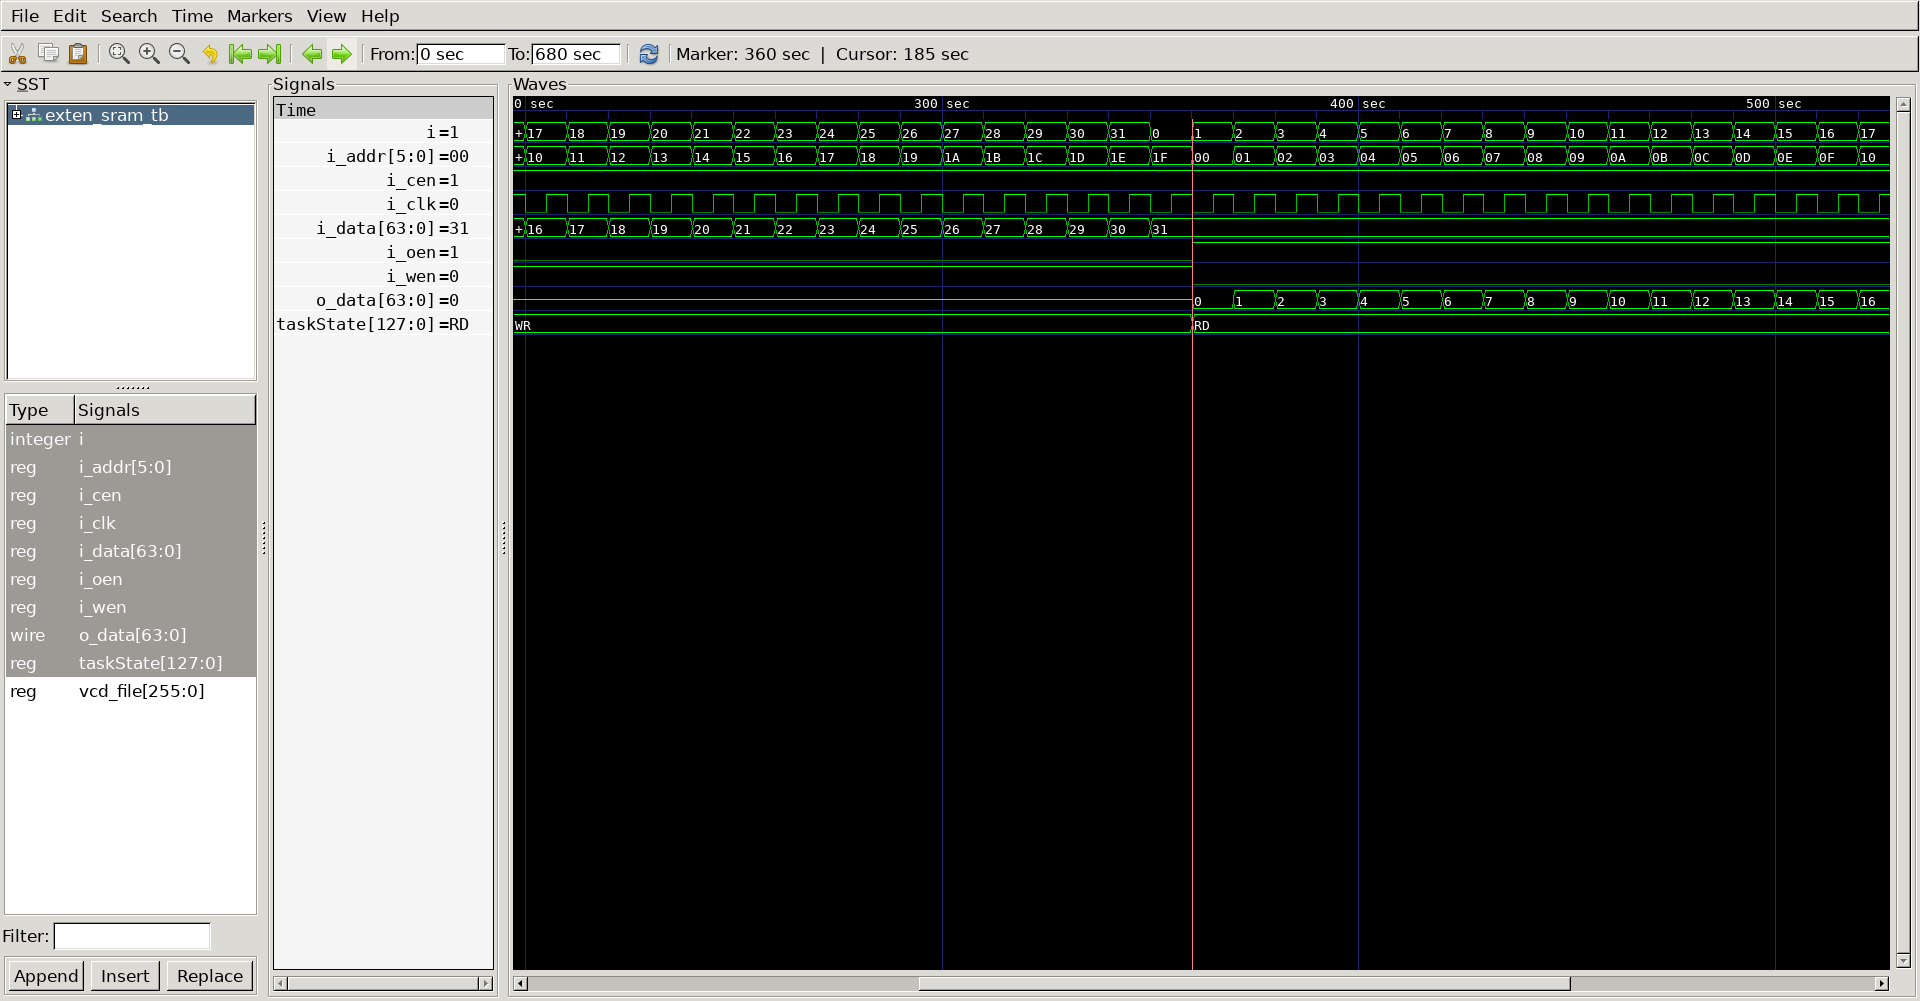 File Edit Search Time Markers View Help
From: 0 sec To: 680 sec Marker: 360 sec | Cursor: 185 sec
SST
exten_sram_tb
Type Signals
integer i
reg i_addr[5:0]
reg i_cen
reg i_clk
reg i_data[63:0]
reg i_oen
reg i_wen
wire o_data[63:0]
reg taskState[127:0]
reg vcd_file[255:0]
Filter:
Append Insert Replace
Signals
Time
i=1
i_addr[5:0]=00
i_cen=1
i_clk=0
i_data[63:0]=31
i_oen=1
i_wen=0
o_data[63:0]=0
taskState[127:0]=RD
Waves
0 sec 300 sec 400 sec 500 sec
+ 17 18 19 20 21 22 23 24 25 26 27 28 29 30 31 0 1 2 3 4 5 6 7 8 9 10 11 12 13 14 15 16 17
+ 10 11 12 13 14 15 16 17 18 19 1A 1B 1C 1D 1E 1F 00 01 02 03 04 05 06 07 08 09 0A 0B 0C 0D 0E 0F 10
+ 16 17 18 19 20 21 22 23 24 25 26 27 28 29 30 31
0 1 2 3 4 5 6 7 8 9 10 11 12 13 14 15 16
WR RD